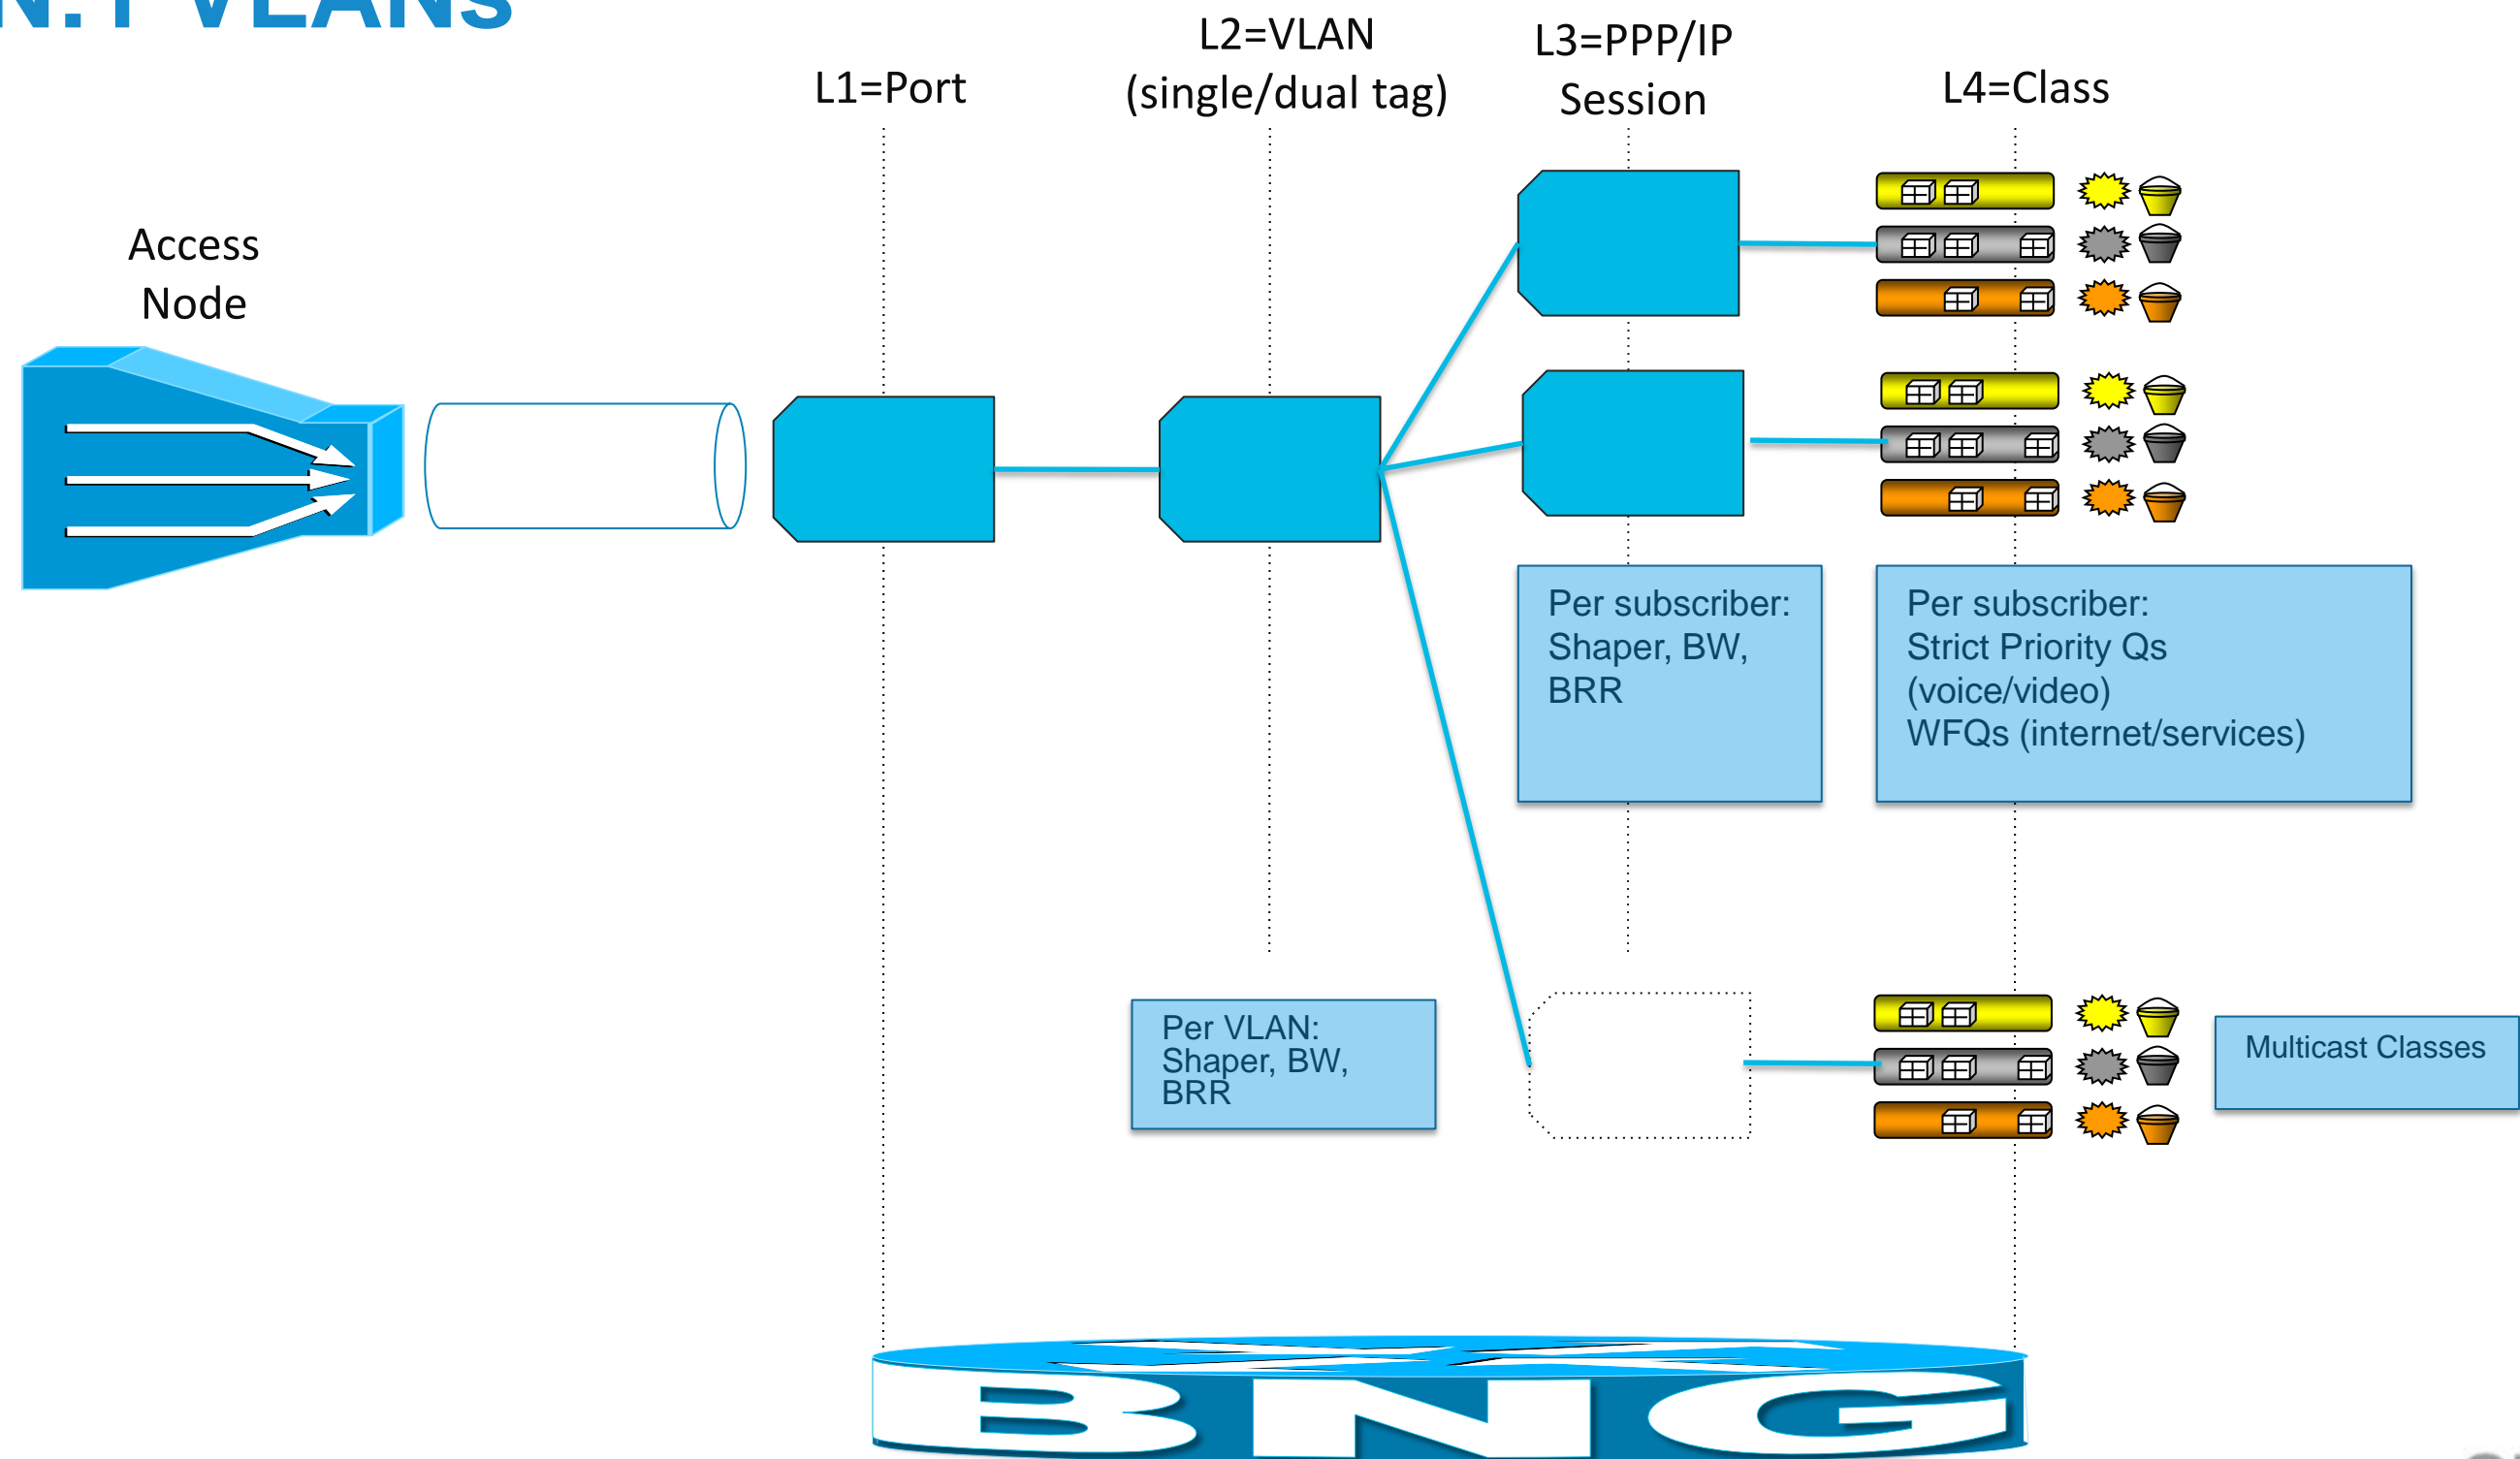 N:1 VLANs
L2=VLAN
(single/dual tag)
L3=PPP/IP
Session
L1=Port
L4=Class
Access
Node
Per subscriber:
Shaper, BW,
BRR
Per subscriber:
Strict Priority Qs
(voice/video)
WFQs (internet/services)
Per VLAN:
Shaper, BW,
BRR
Multicast Classes
BNG